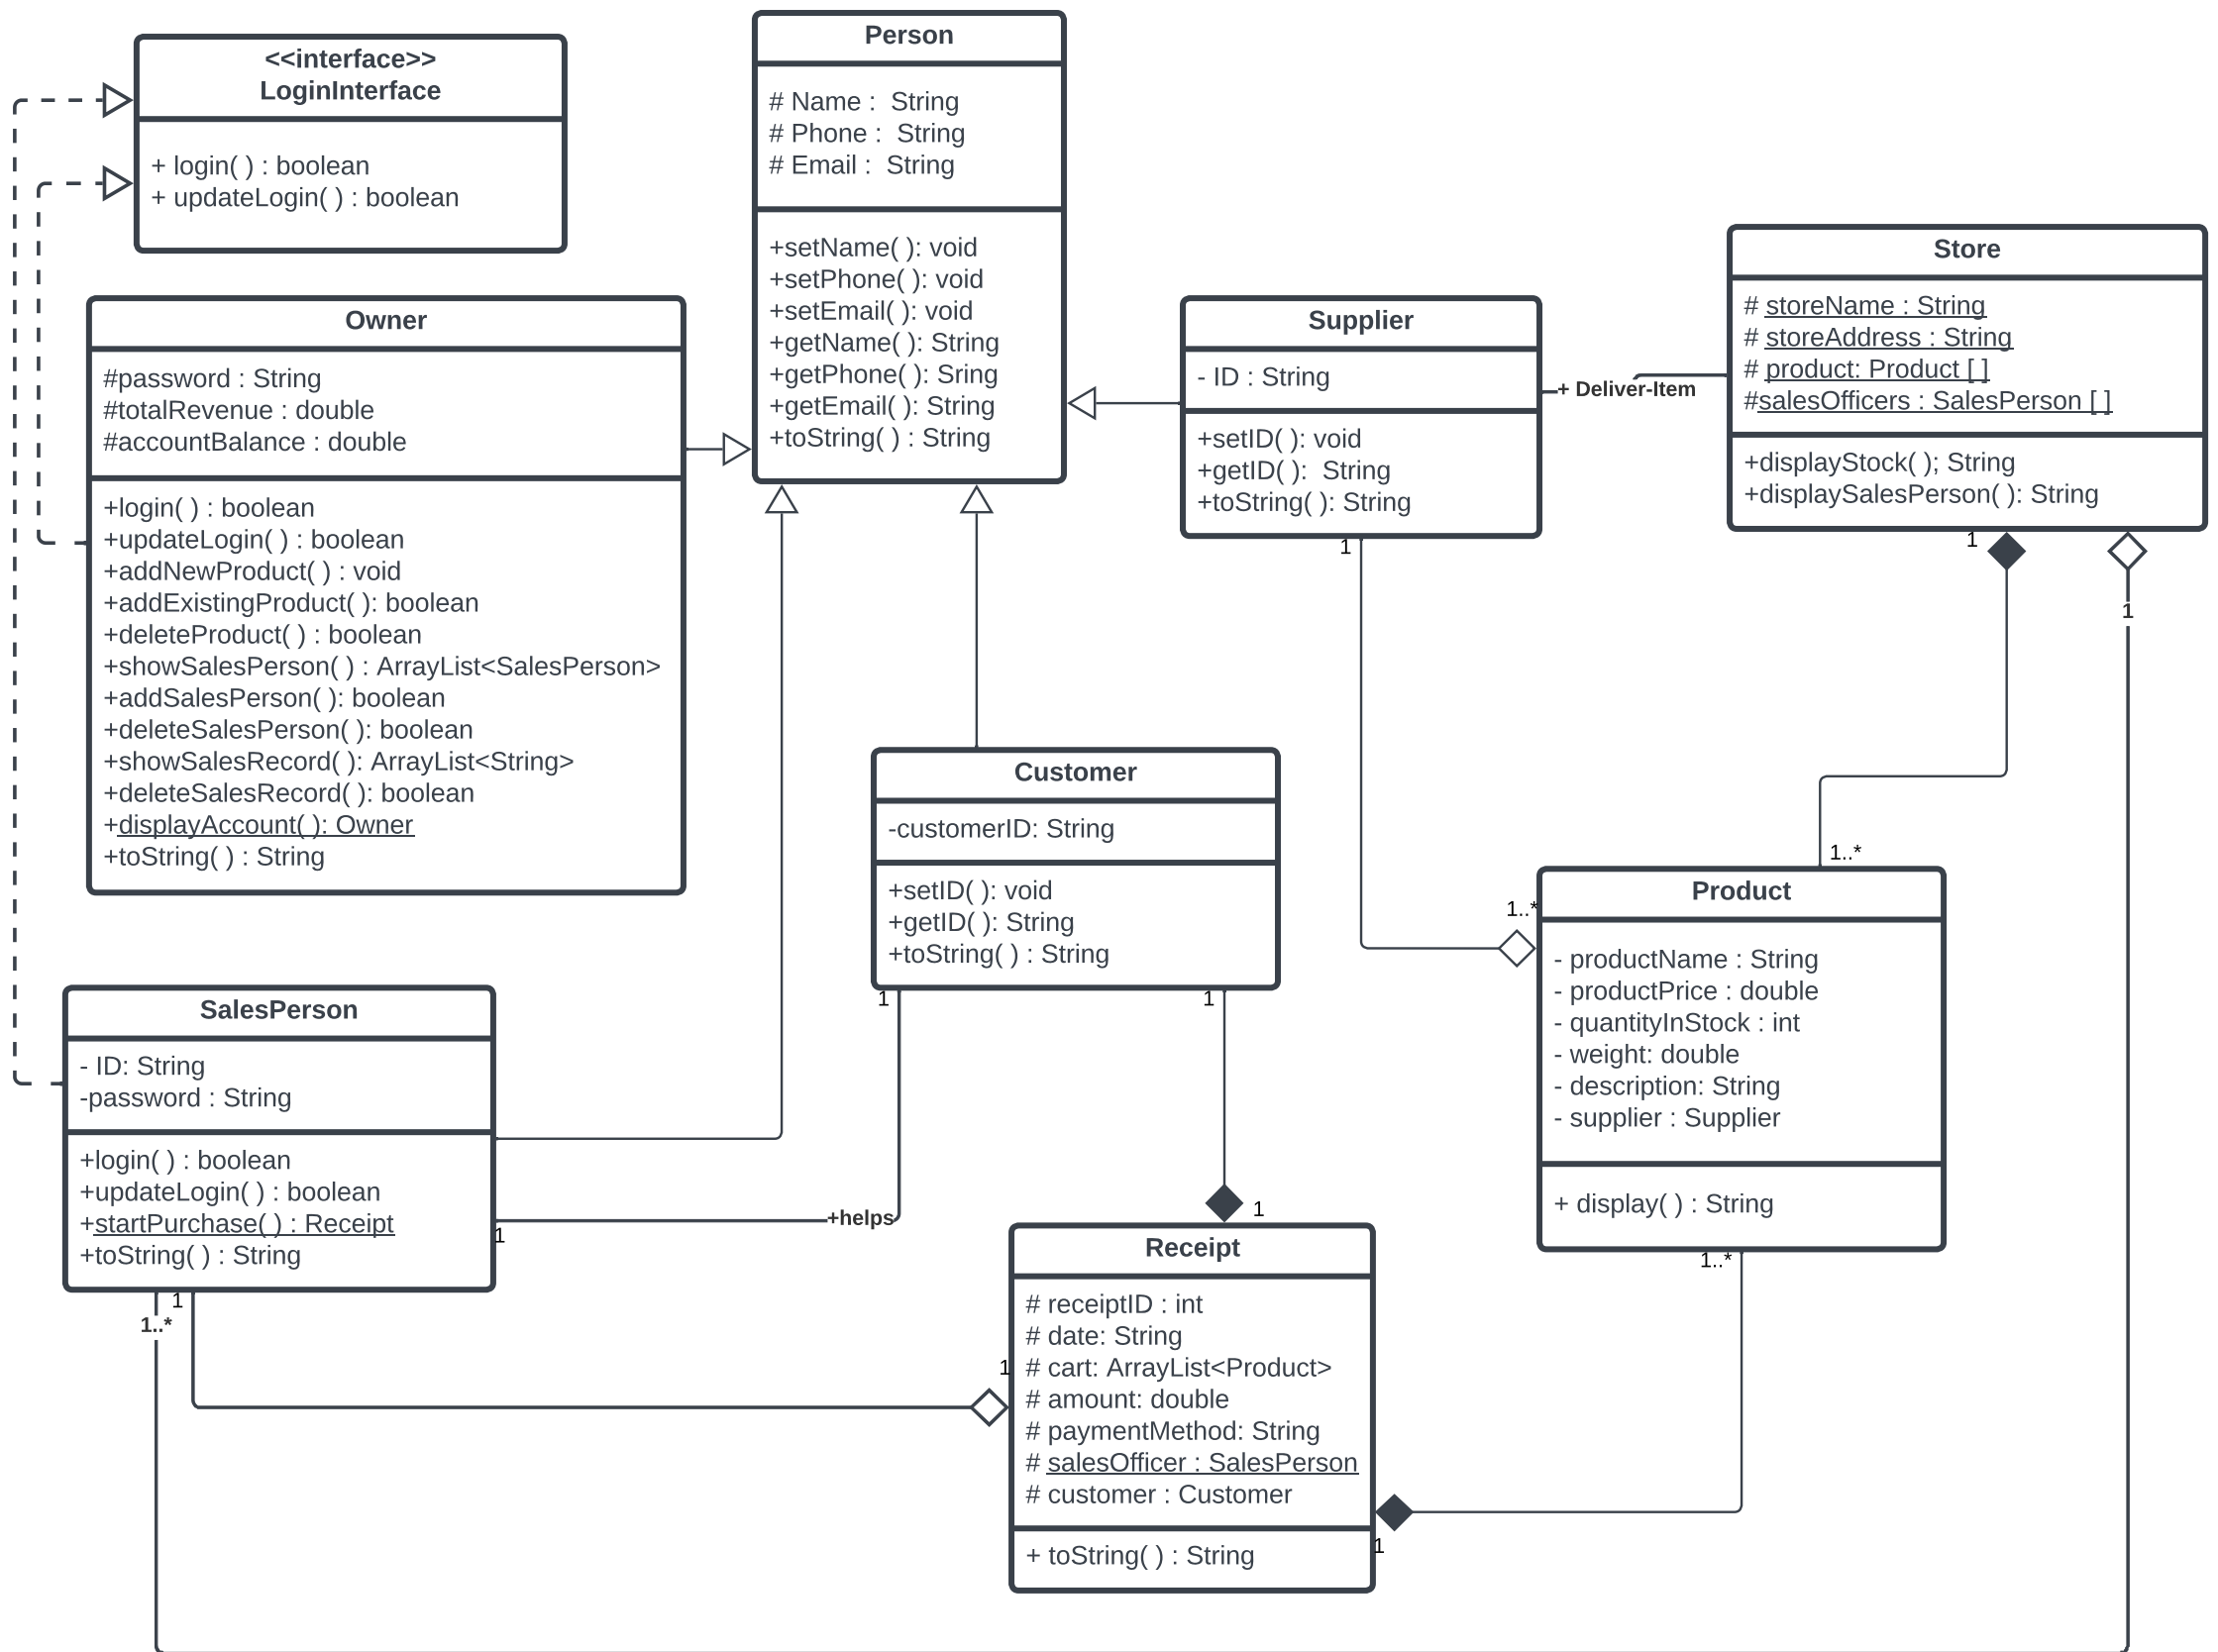 <<interface>>
LoginInterface
+ login( ) : boolean
+ updateLogin( ) : boolean
Person
# Name :  String
# Phone :  String
# Email :  String
+setName( ): void
+setPhone( ): void
+setEmail( ): void
+getName( ): String
+getPhone( ): Sring
+getEmail( ): String
+toString( ) : String
Owner
#password : String
#totalRevenue : double
#accountBalance : double
+login( ) : boolean
+updateLogin( ) : boolean
+addNewProduct( ) : void
+addExistingProduct( ): boolean
+deleteProduct( ) : boolean
+showSalesPerson( ) : ArrayList<SalesPerson>
+addSalesPerson( ): boolean
+deleteSalesPerson( ): boolean
+showSalesRecord( ): ArrayList<String>
+deleteSalesRecord( ): boolean
+displayAccount( ): Owner
+toString( ) : String
Supplier
- ID : String
+setID( ): void
+getID( ):  String
+toString( ): String
1
+ Deliver-Item
Store
# storeName : String
# storeAddress : String
# product: Product [ ]
#salesOfficers : SalesPerson [ ]
+displayStock( ); String
+displaySalesPerson( ): String
1
1
Customer
-customerID: String
+setID( ): void
+getID( ): String
+toString( ) : String
1
1
1..*
1..*
Product
- productName : String
- productPrice : double
- quantityInStock : int
- weight: double
- description: String
- supplier : Supplier
+ display( ) : String
1..*
SalesPerson
- ID: String
-password : String
+login( ) : boolean
+updateLogin( ) : boolean
+startPurchase( ) : Receipt
+toString( ) : String
1
+helps
1
1..*
1
1
Receipt
# receiptID : int
# date: String
# cart: ArrayList<Product>
# amount: double
# paymentMethod: String
# salesOfficer : SalesPerson
# customer : Customer
+ toString( ) : String
1